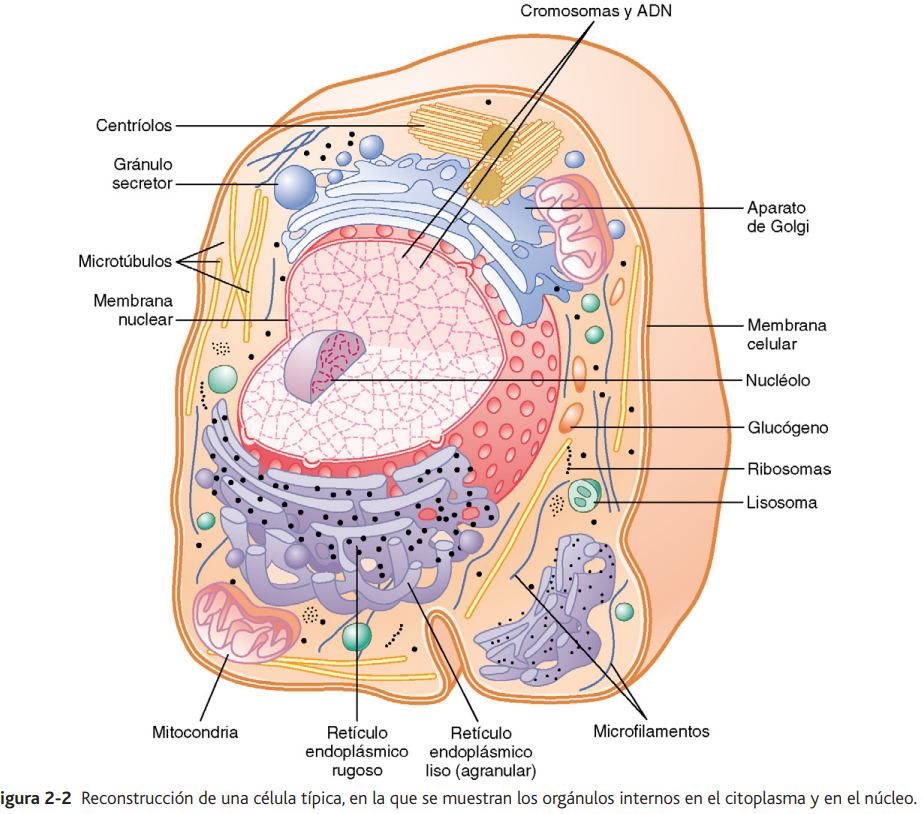 Cromosomas y ADN
Centríolos
Gránulo
secretor
Microtúbulos
Membrana
nuclear
Aparato
de Golgi
Membrana
celular
Nucléolo
Glucógeno
Ribosomas
Lisosoma
Mitocondria
Retículo
endoplásmico
rugoso
Retículo
endoplásmico
liso (agranular)
Microfilamentos
igura 2-2 Reconstrucción de una célula típica, en la que se muestran los orgánulos internos en el citoplasma y en el núcleo.